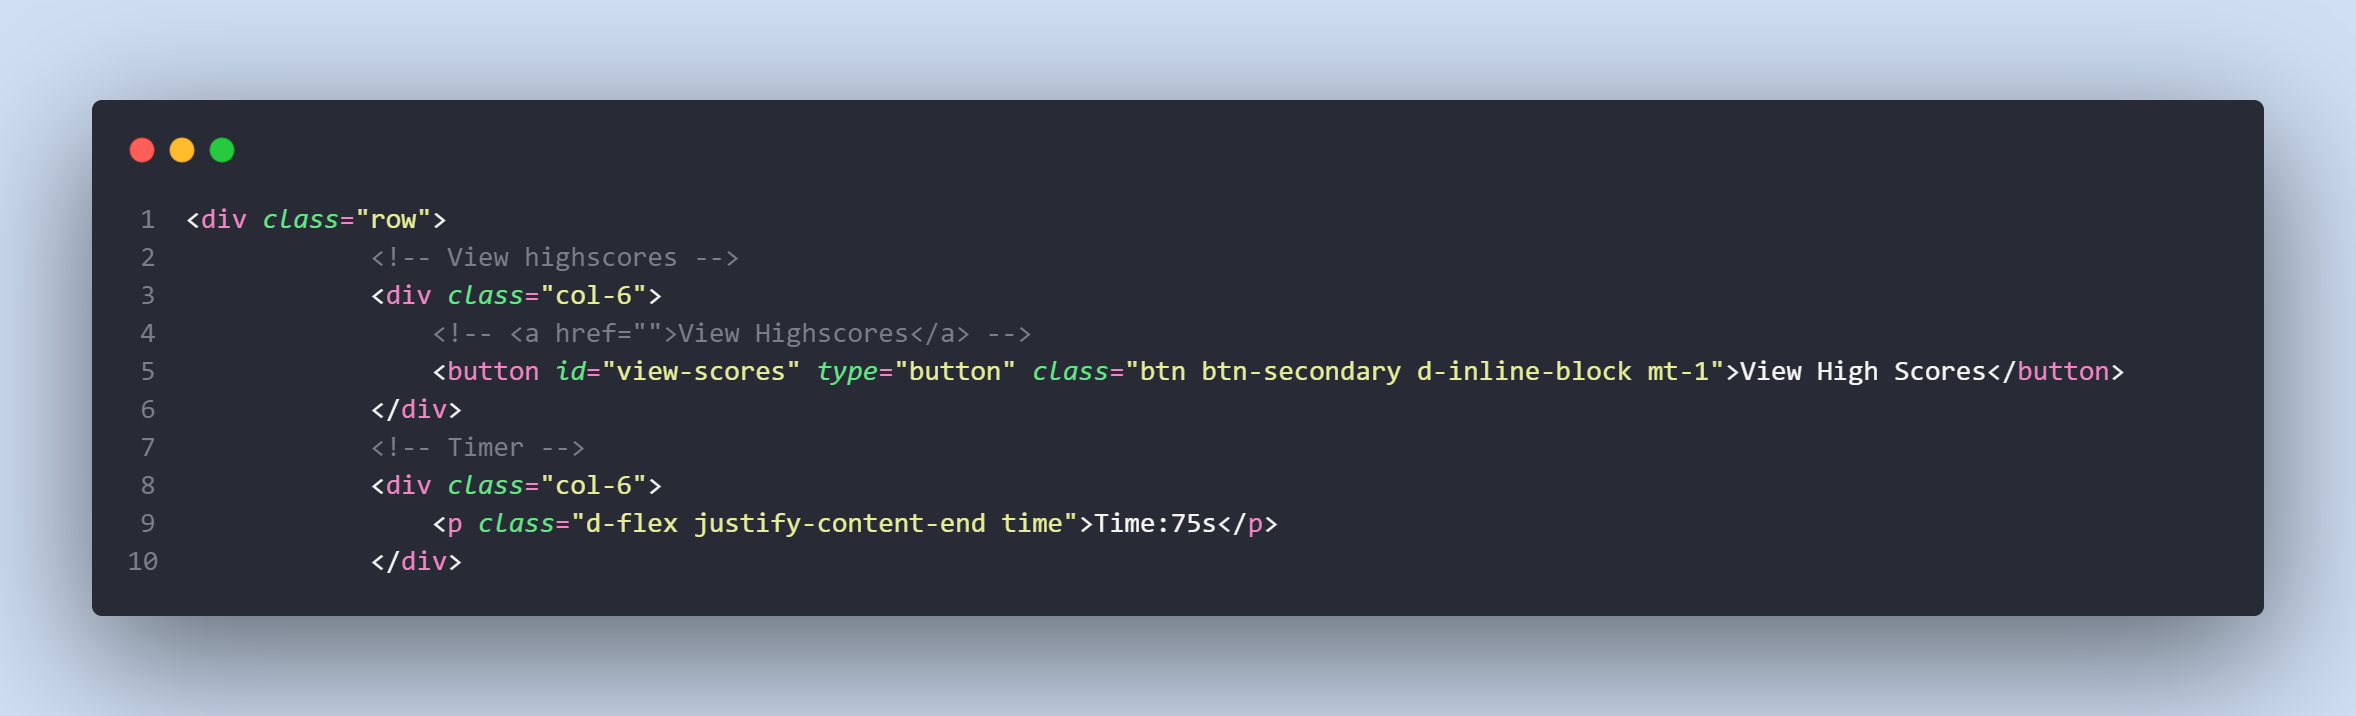 1 <div class="row">
2             <!-- View highscores -->
3             <div class="col-6">
4                 <!-- <a href="">View Highscores</a> -->
5                 <button id="view-scores" type="button" class="btn btn-secondary d-inline-block mt-1">View High Scores</button>
6             </div>
7             <!-- Timer -->
8             <div class="col-6">
9                 <p class="d-flex justify-content-end time">Time:75s</p>
10             </div>